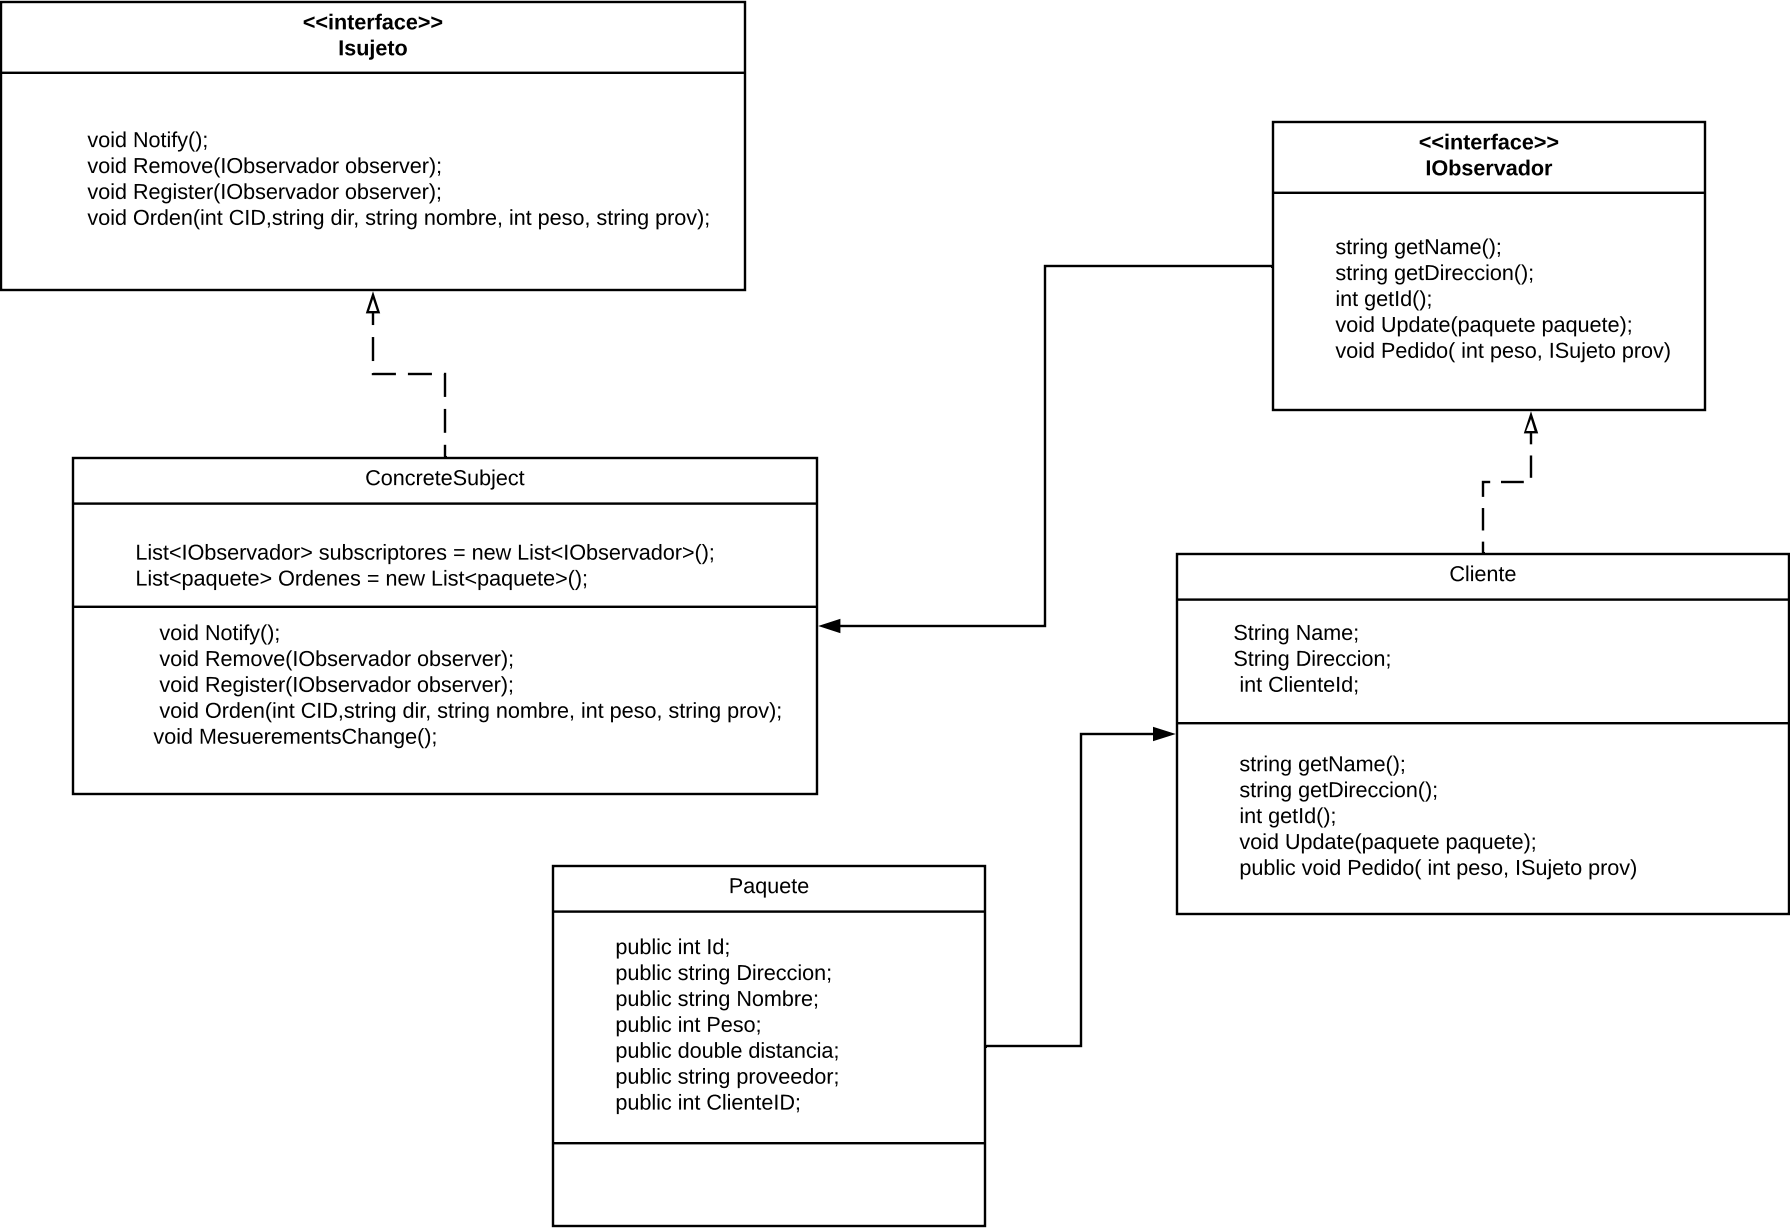 <<interface>>
Isujeto
void Notify();
void Remove(IObservador observer);
void Register(IObservador observer);
void Orden(int CID,string dir, string nombre, int peso, string prov);
<<interface>>
IObservador
string getName();
string getDireccion();
int getId();
void Update(paquete paquete);
void Pedido( int peso, ISujeto prov)
ConcreteSubject
List<IObservador> subscriptores = new List<IObservador>();
List<paquete> Ordenes = new List<paquete>();
void Notify();
void Remove(IObservador observer);
void Register(IObservador observer);
void Orden(int CID,string dir, string nombre, int peso, string prov);
void MesuerementsChange();
Cliente
String Name;
String Direccion;
int ClienteId;
string getName();
string getDireccion();
int getId();
void Update(paquete paquete);
public void Pedido( int peso, ISujeto prov)
Paquete
public int Id;
public string Direccion;
public string Nombre;
public int Peso;
public double distancia;
public string proveedor;
public int ClienteID;